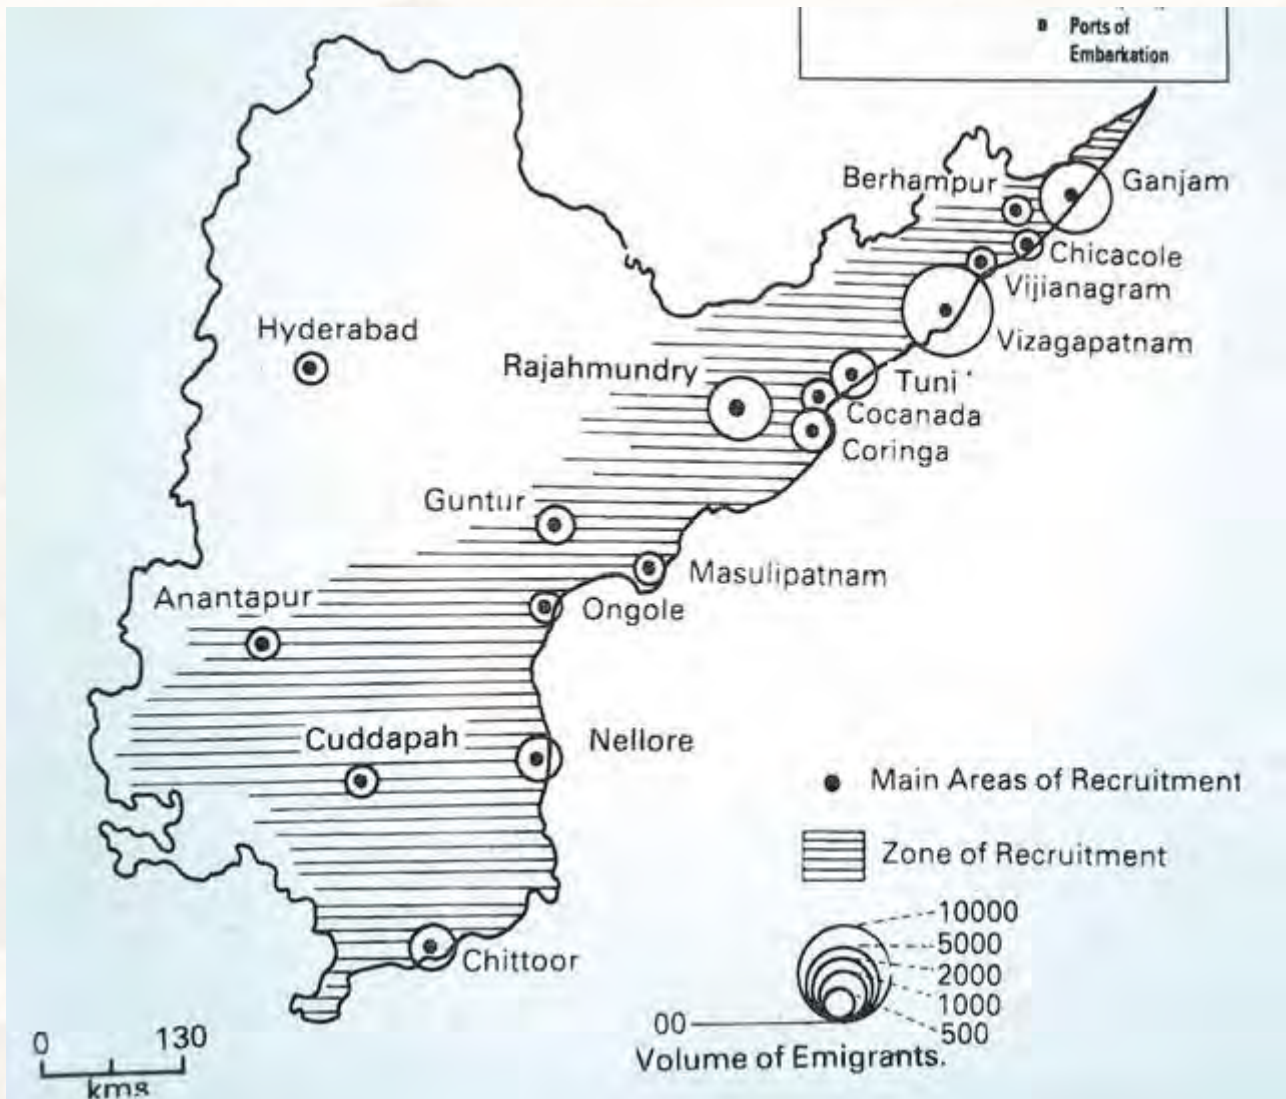 Ports of
Embarkation
Berhampur
Ganjam
Chicacole
Vijianagram
Hyderabad
Vizagapatnam
Rajahmundry
Tuni
Cocanada
Coringa
Guntur
Masulipatnam
Anantapur
Ongole
Cuddapah
Nellore
Main Areas of Recruitment
Zone of Recruitment
10000
5000
2000
1000
500
00
Chittoor
Volume of Emigrants.
0 130
kms